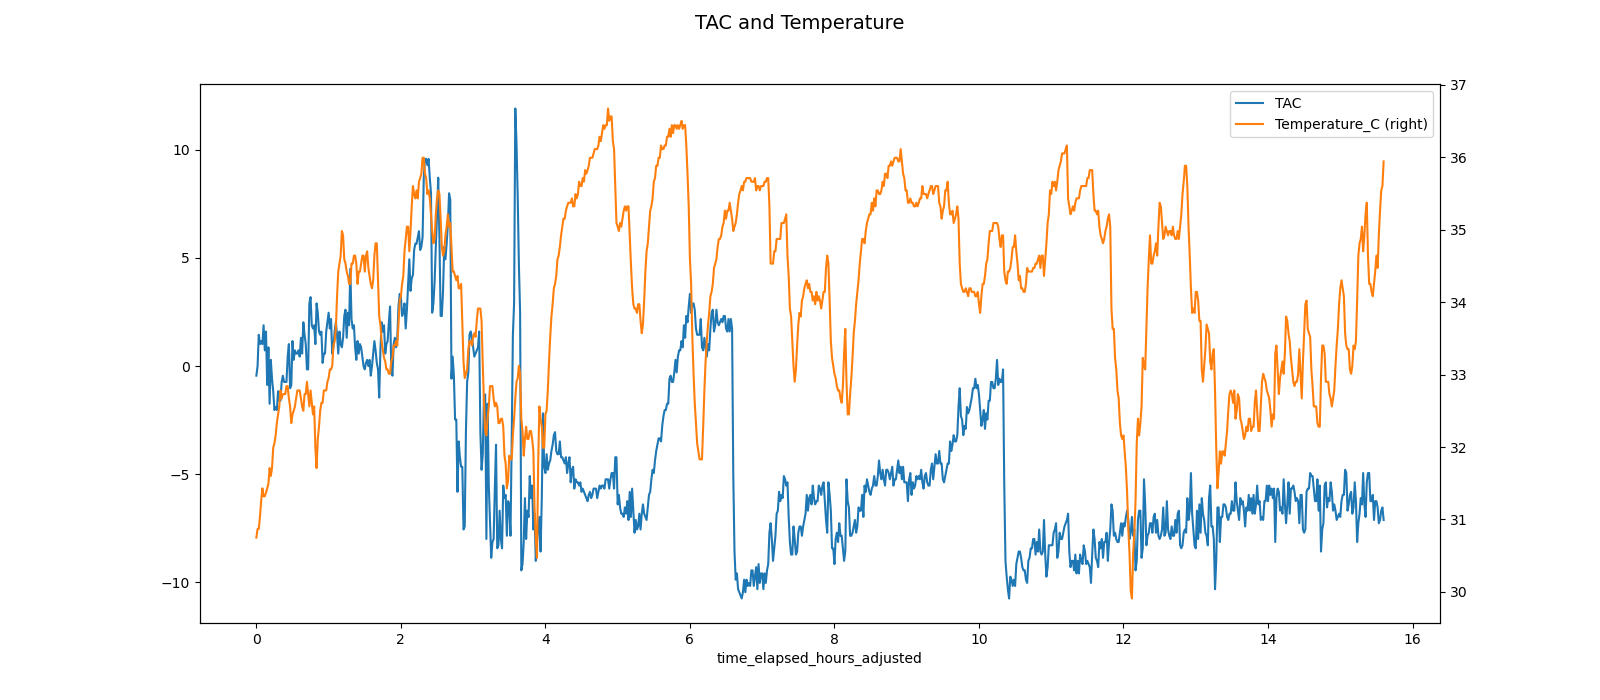 TAC and Temperature
TAC
Temperature_C (right)
10
5
0
−5
−10
37
36
35
34
33
32
31
30
0 2 4 6 8 10 12 14 16
time_elapsed_hours_adjusted